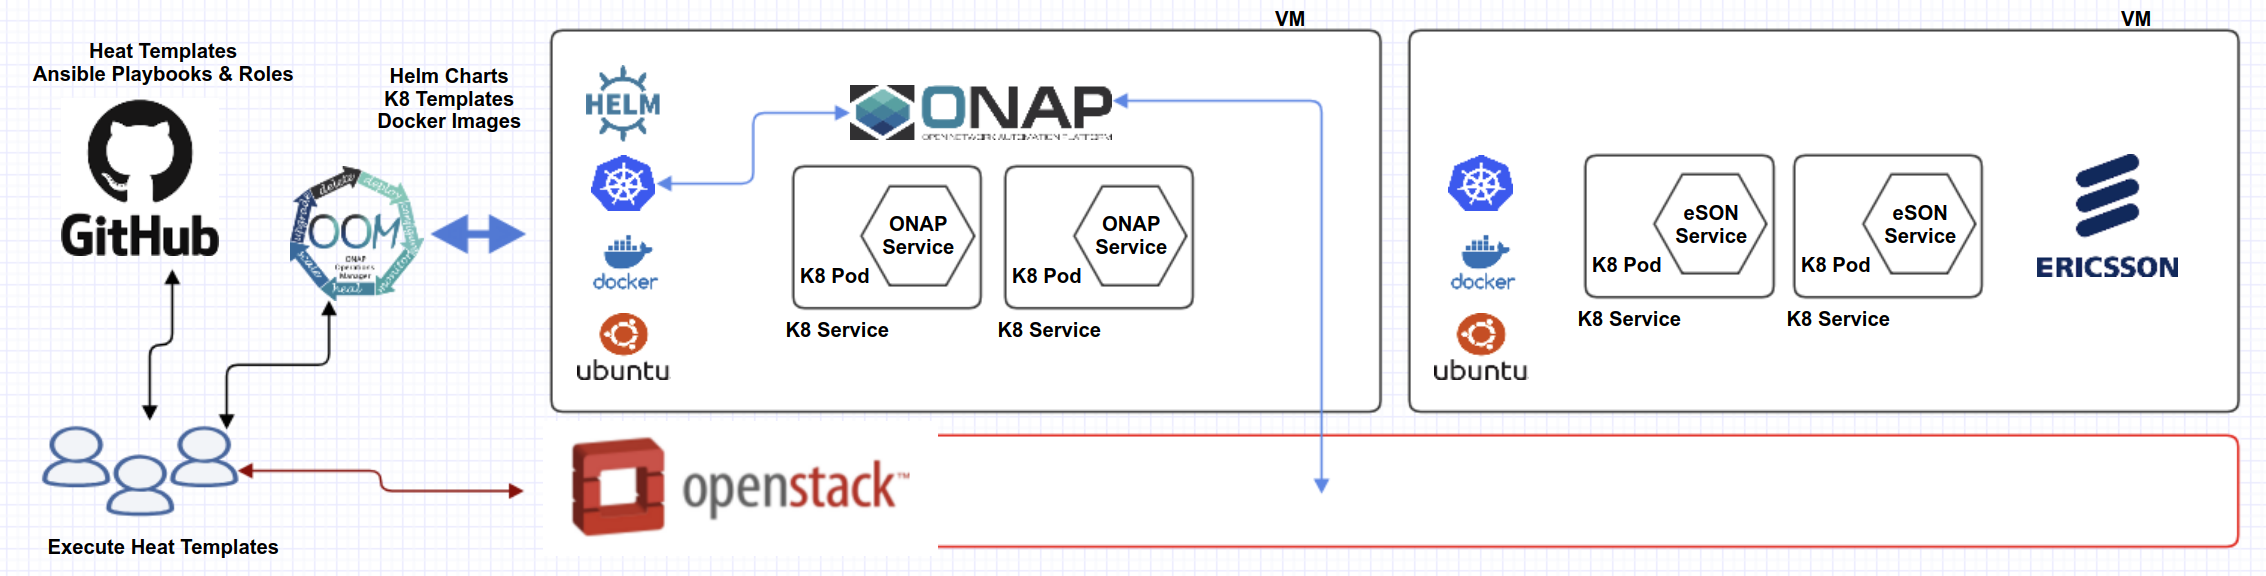 Heat Templates
Ansible Playbooks & Roles
GitHub
Helm Charts
K8 Templates
Docker Images
delete
deploy
configure
monitor
heal
scale
upgrade
OOM
ONAP
Operations
Manager
Execute Heat Templates
VM
HELM
docker
ubuntu
ONAP
OPEN NETWORK AUTOMATION PLATFORM
ONAP
Service
K8 Pod
K8 Service
ONAP
Service
K8 Pod
K8 Service
VM
docker
ubuntu
eSON
Service
K8 Pod
K8 Service
eSON
Service
K8 Pod
K8 Service
ERICSSON
openstack™